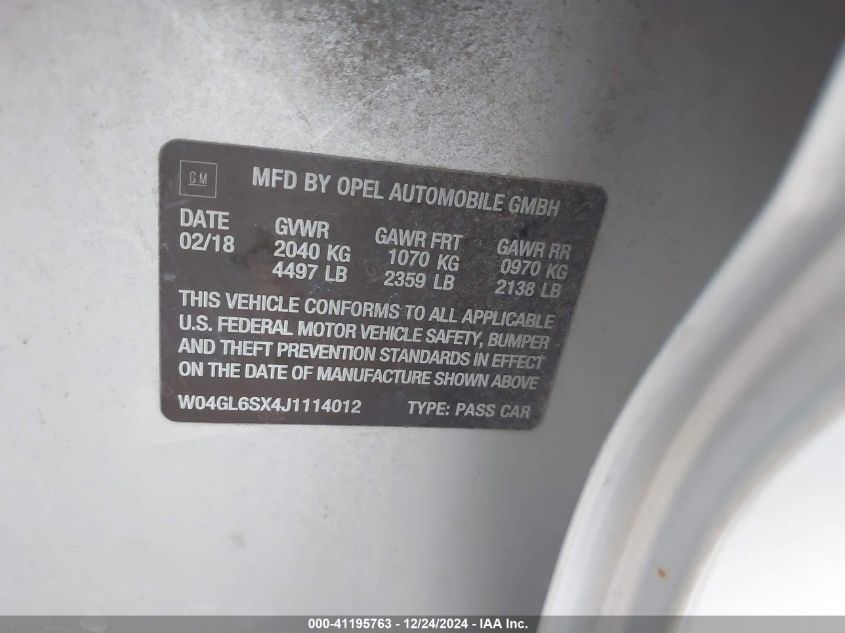 GM
MFD BY OPEL AUTOMOBILE GMBH
DATE
02/18
GVWR
2040 KG
4497 LB
GAWR FRT
1070 KG
2359 LB
GAWR RR
0970 KG
2138 LB
THIS VEHICLE CONFORMS TO ALL APPLICABLE
U.S. FEDERAL MOTOR VEHICLE SAFETY, BUMPER
AND THEFT PREVENTION STANDARDS IN EFFECT
ON THE DATE OF MANUFACTURE SHOWN ABOVE
W04GL6SX4J1114012 TYPE: PASS CAR
000-41195763 - 12/24/2024 - IAA Inc.